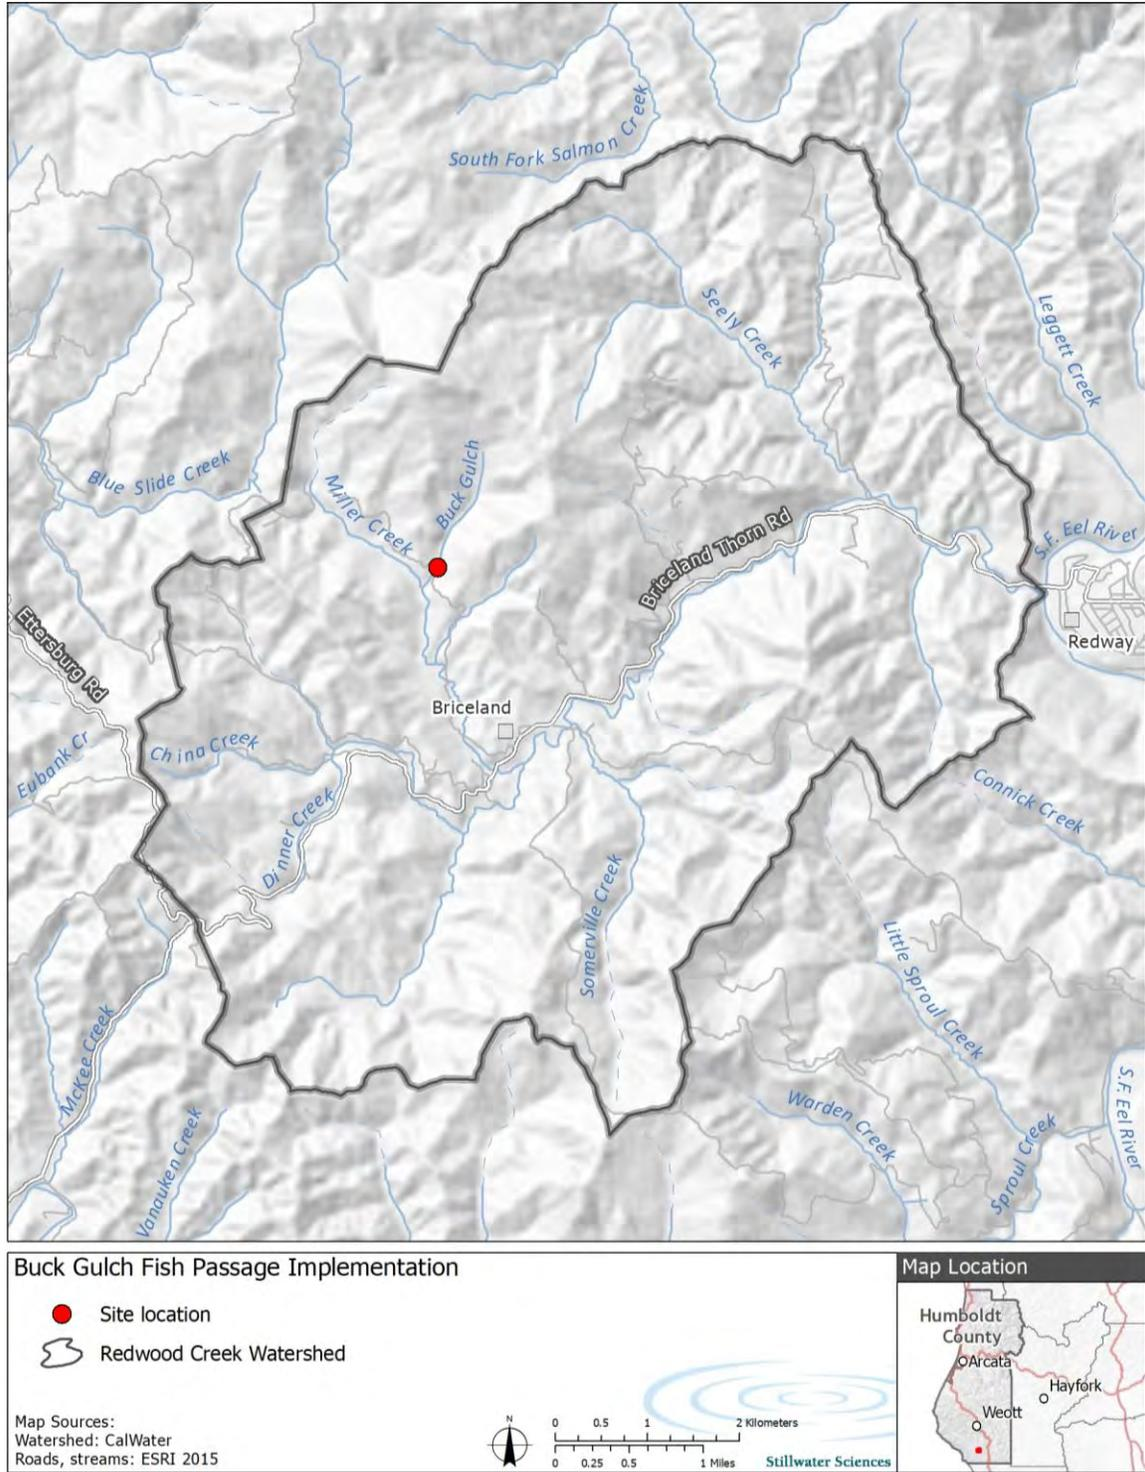 South Fork Salmon Creek
Seely Creek
Leggett Creek
Blue Slide Creek
Miller Creek
Buck Gulch
Briceland Thorn Rd
S.F. Eel River
Redway
Ettersburg Rd
Briceland
Eubank Cr
China Creek
Dinner Creek
Connick Creek
Somerville Creek
Little Sproul Creek
McKee Creek
Vanauken Creek
Warden Creek
Sproul Creek
S.F. Eel River
Buck Gulch Fish Passage Implementation
Site location
Redwood Creek Watershed
Map Sources:
Watershed: CalWater
Roads, streams: ESRI 2015
N
0 0.5 1 2 Kilometers
0 0.25 0.5 1 Miles
Stillwater Sciences
Map Location
Humboldt
County
Arcata
Hayfork
Weott